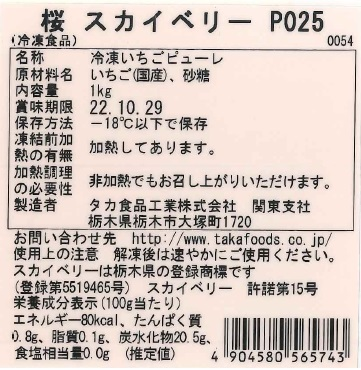 桜 スカイベリー P025
(冷凍食品) 0054
名称 冷凍いちごピューレ
原材料名 いちご(国産)、砂糖
内容量 1kg
賞味期限 22.10.29
保存方法 -18℃以下で保存
凍結前加熱の有無 加熱してあります。
加熱調理の必要性 非加熱でもお召し上がりいただけます。
製造者 タカ食品工業株式会社 関東支社
栃木県栃木市大塚町1720
お問い合わせ先 http://www.takafoods.co.jp/
使用上の注意 解凍後は速やかにご使用ください。
スカイベリーは栃木県の登録商標です
(登録第5519465号) スカイベリー 許諾第15号
栄養成分表示(100g当たり)
エネルギー80kcal、たんぱく質
0.8g、脂質0.1g、炭水化物20.5g、
食塩相当量0.0g (推定値)
4 904580 565743